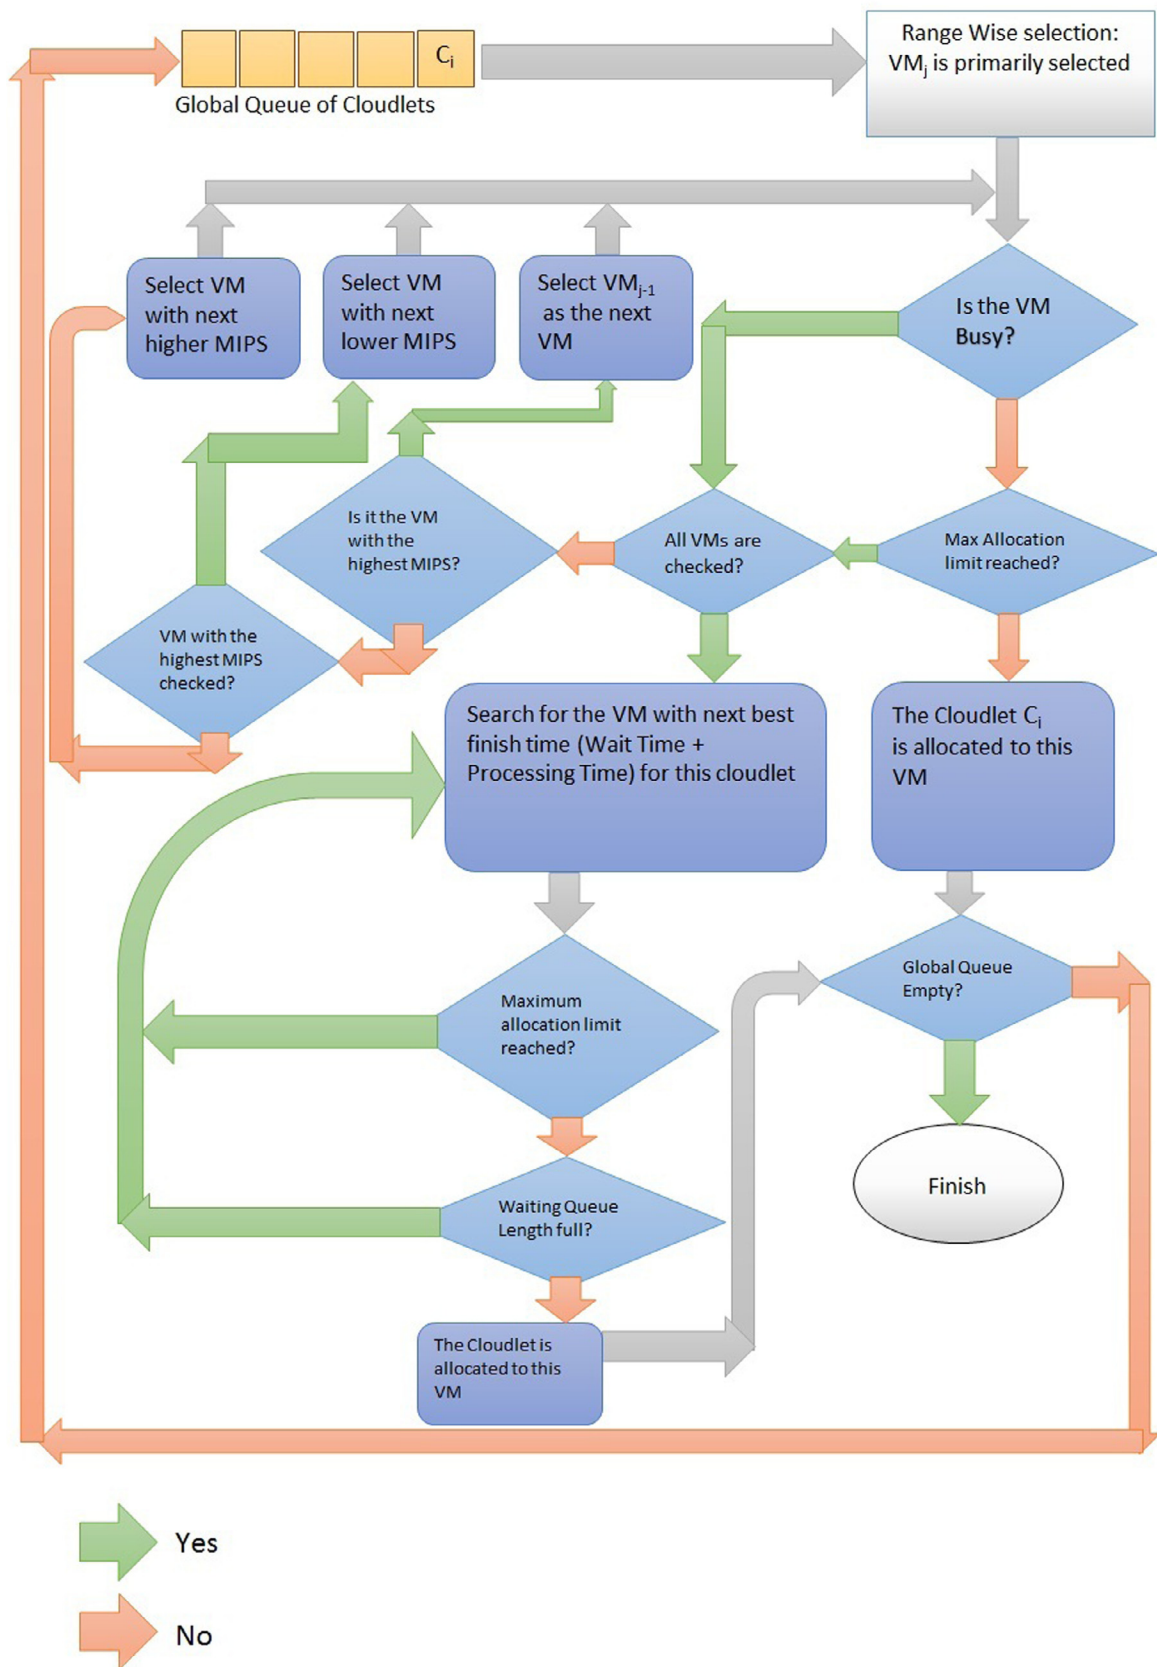 C_i
Global Queue of Cloudlets
Range Wise selection:
VM_j is primarily selected
Select VM
with next
higher MIPS
Select VM
with next
lower MIPS
Select VM_j-1
as the next
VM
Is the VM
Busy?
Is it the VM
with the
highest MIPS?
All VMs are
checked?
Max Allocation
limit reached?
VM with the
highest MIPS
checked?
Search for the VM with next best
finish time (Wait Time +
Processing Time) for this cloudlet
The Cloudlet C_i
is allocated to this
VM
Global Queue
Empty?
Maximum
allocation limit
reached?
Finish
Waiting Queue
Length full?
The Cloudlet is
allocated to this
VM
Yes
No